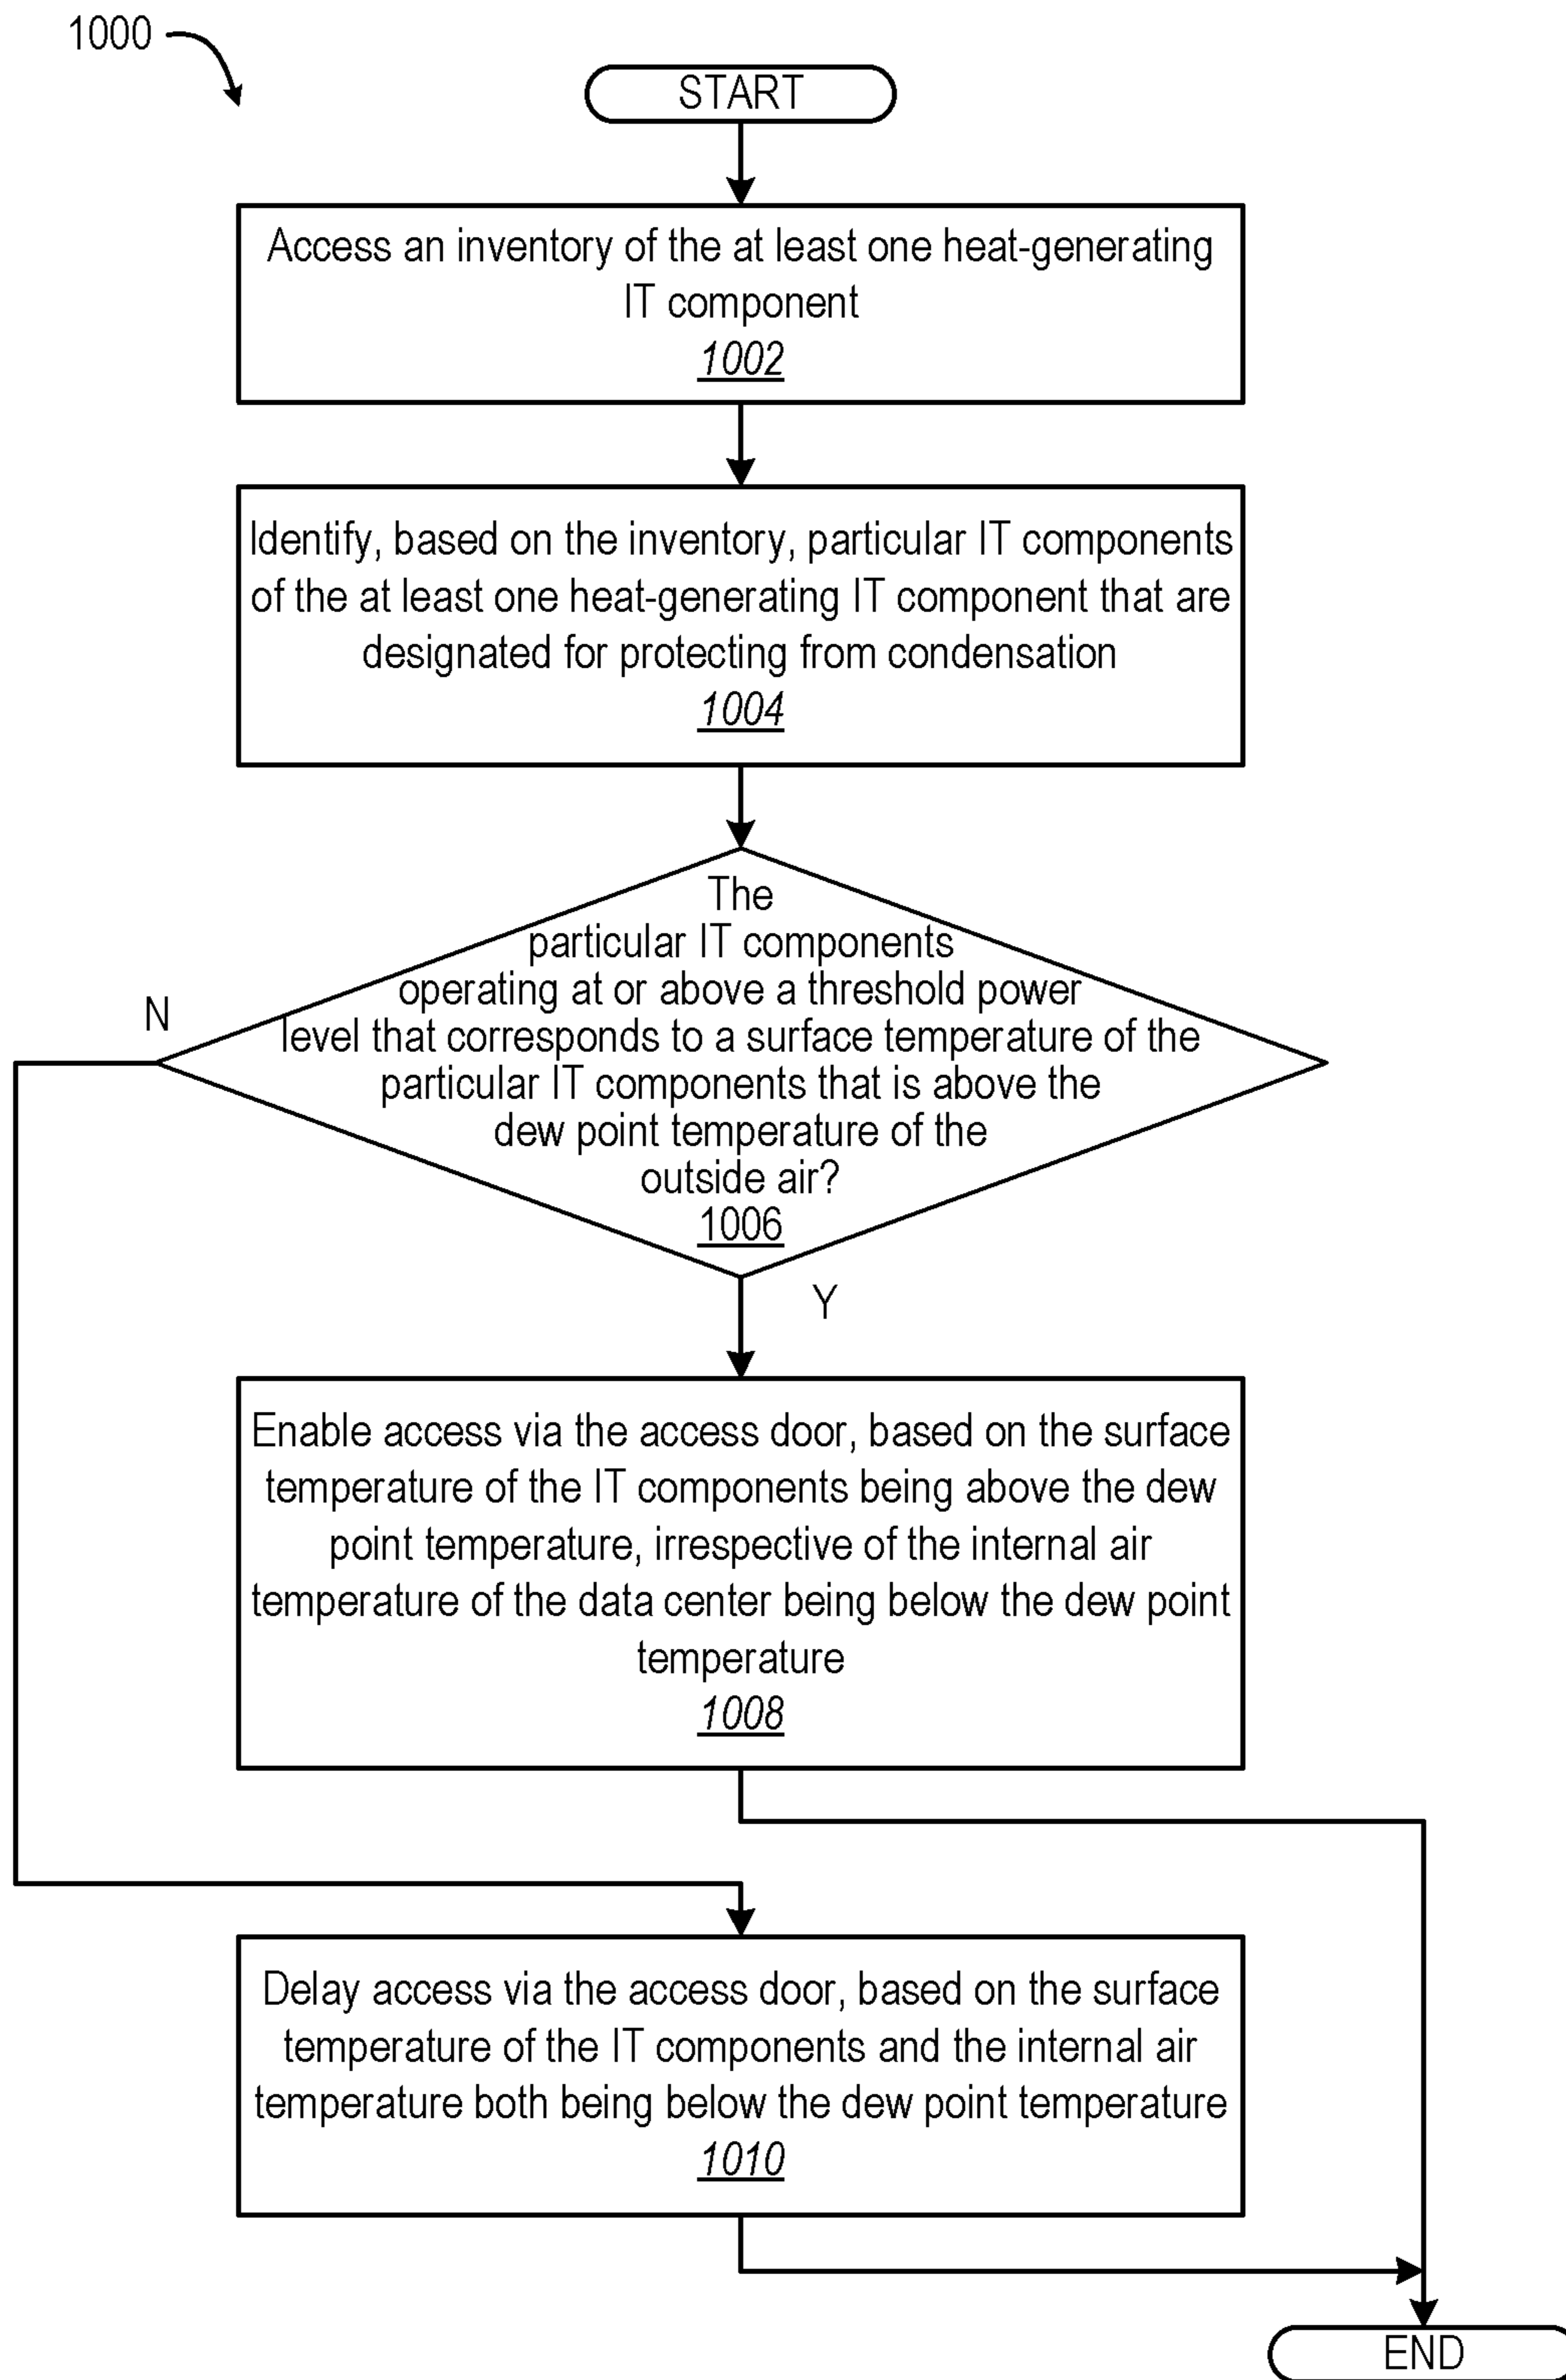 1000
START
Access an inventory of the at least one heat-generating
IT component
1002
Identify, based on the inventory, particular IT components
of the at least one heat-generating IT component that are
designated for protecting from condensation
1004
The
particular IT components
operating at or above a threshold power
level that corresponds to a surface temperature of the
particular IT components that is above the
dew point temperature of the
outside air?
1006
N
Y
Enable access via the access door, based on the surface
temperature of the IT components being above the dew
point temperature, irrespective of the internal air
temperature of the data center being below the dew point
temperature
1008
Delay access via the access door, based on the surface
temperature of the IT components and the internal air
temperature both being below the dew point temperature
1010
END